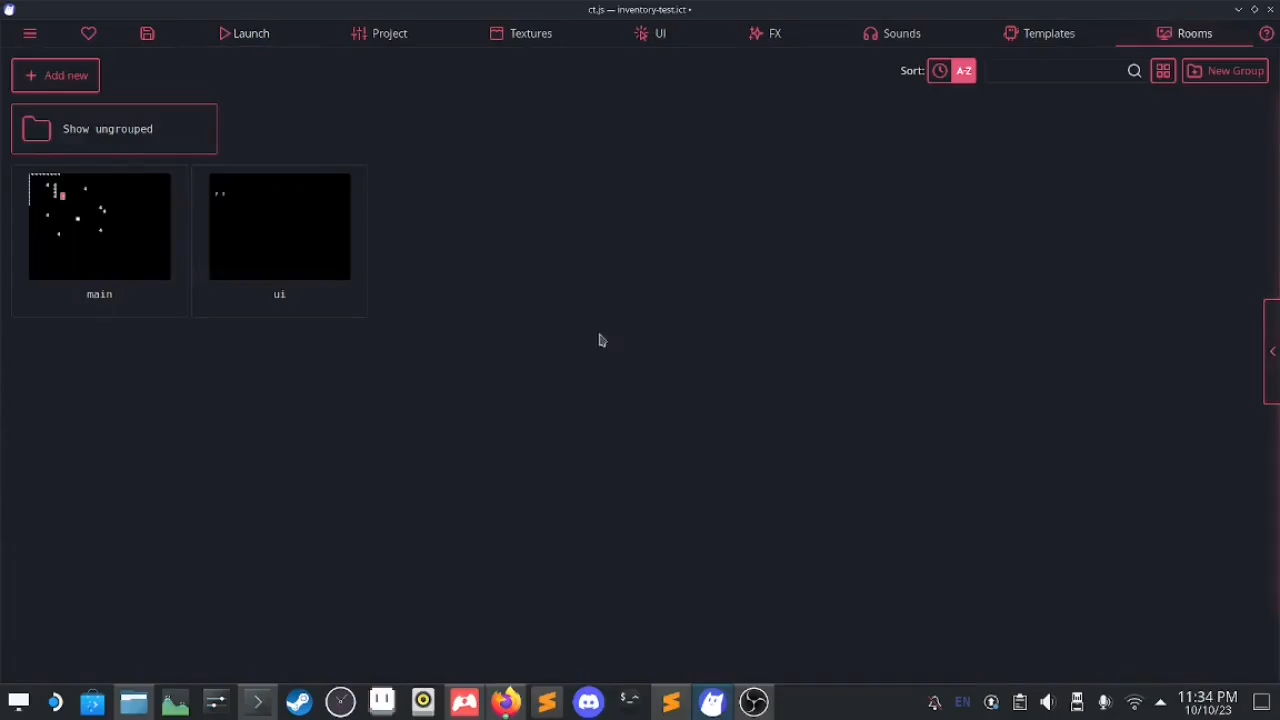 ct.js — inventory-test.ict •
Launch
Project
Textures
UI
FX
Sounds
Templates
Rooms
Add new
Sort:
A-Z
New Group
Show ungrouped
main
ui
EN
11:34 PM
10/10/23